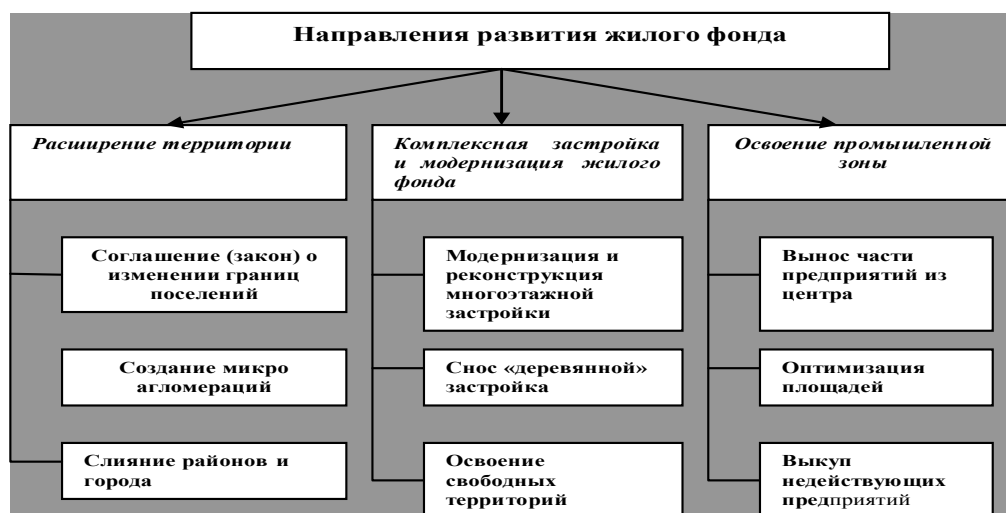 Направления развития жилого фонда
Расширение территории
Комплексная застройка
и модернизация жилого
фонда
Освоение промышленной
зоны
Соглашение (закон) о
изменении границ
поселений
Создание микро
агломераций
Слияние районов и
города
Модернизация и
реконструкция
многоэтажной
застройки
Снос «деревянной»
застройка
Освоение
свободных
территорий
Вынос части
предприятий из
центра
Оптимизация
площадей
Выкуп
недействующих
предприятий